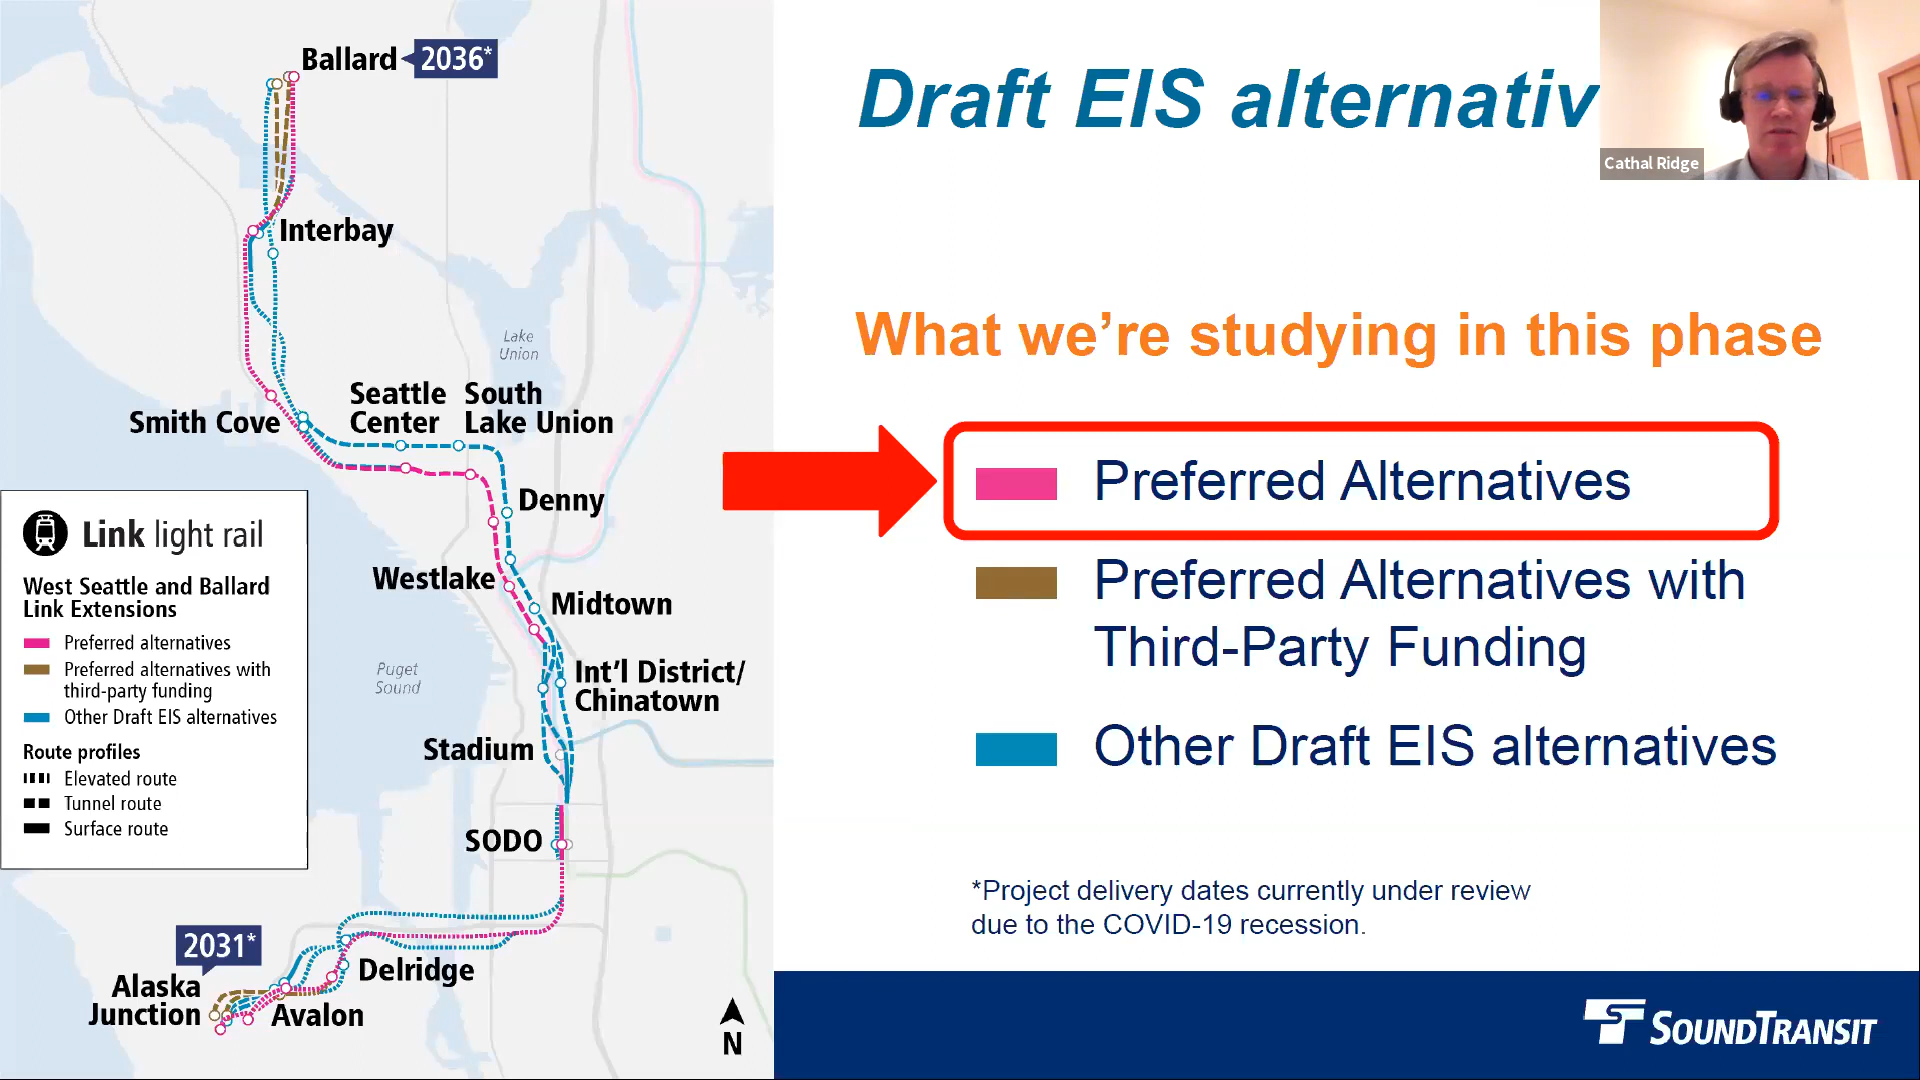 Ballard
2036*
Interbay
Lake
Union
Seattle
Center
South
Lake Union
Smith Cove
Denny
Westlake
Midtown
Puget
Sound
Int'l District/
Chinatown
Stadium
SODO
2031*
Delridge
Alaska
Junction
Avalon
N
Link light rail
West Seattle and Ballard
Link Extensions
Preferred alternatives
Preferred alternatives with
third-party funding
Other Draft EIS alternatives
Route profiles
Elevated route
Tunnel route
Surface route
Draft EIS alternativ
Cathal Ridge
What we're studying in this phase
Preferred Alternatives
Preferred Alternatives with
Third-Party Funding
Other Draft EIS alternatives
*Project delivery dates currently under review
due to the COVID-19 recession.
SOUNDTRANSIT